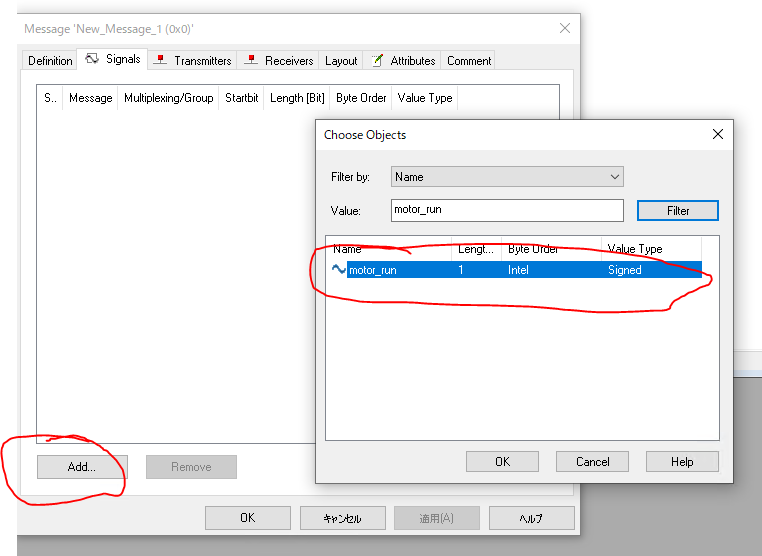 Message 'New_Message_1 (0x0)'
Definition Signals Transmitters Receivers Layout Attributes Comment
S.. Message Multiplexing/Group Startbit Length [Bit] Byte Order Value Type
Choose Objects
Filter by: Name
Value: motor_run Filter
Name Lengt... Byte Order Value Type
motor_run 1 Intel Signed
Add... Remove
OK Cancel Help
OK キャンセル 適用(A) ヘルプ